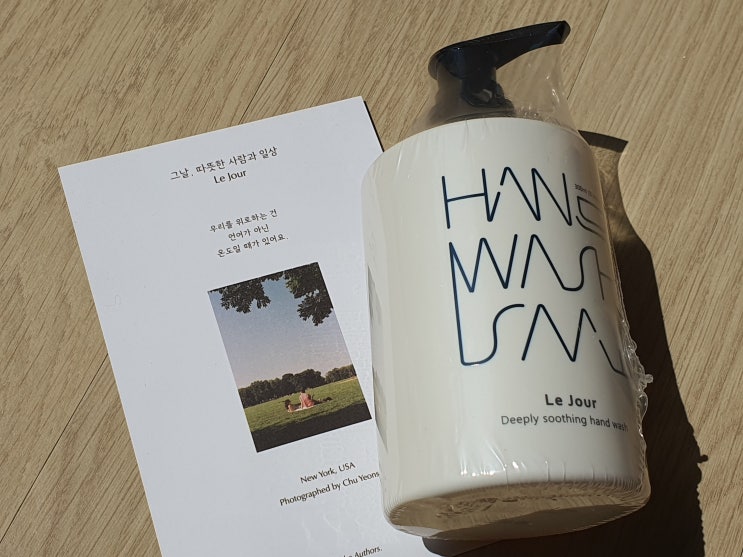 그날, 따뜻한 사람과 일상
Le Jour
우리를 위로하는 건
언어가 아닌
온도일 때가 있어요.
New York, USA
Photographed by Chu Yeons
Authors.
HAND
WASH
Le Jour
Deeply soothing hand wash